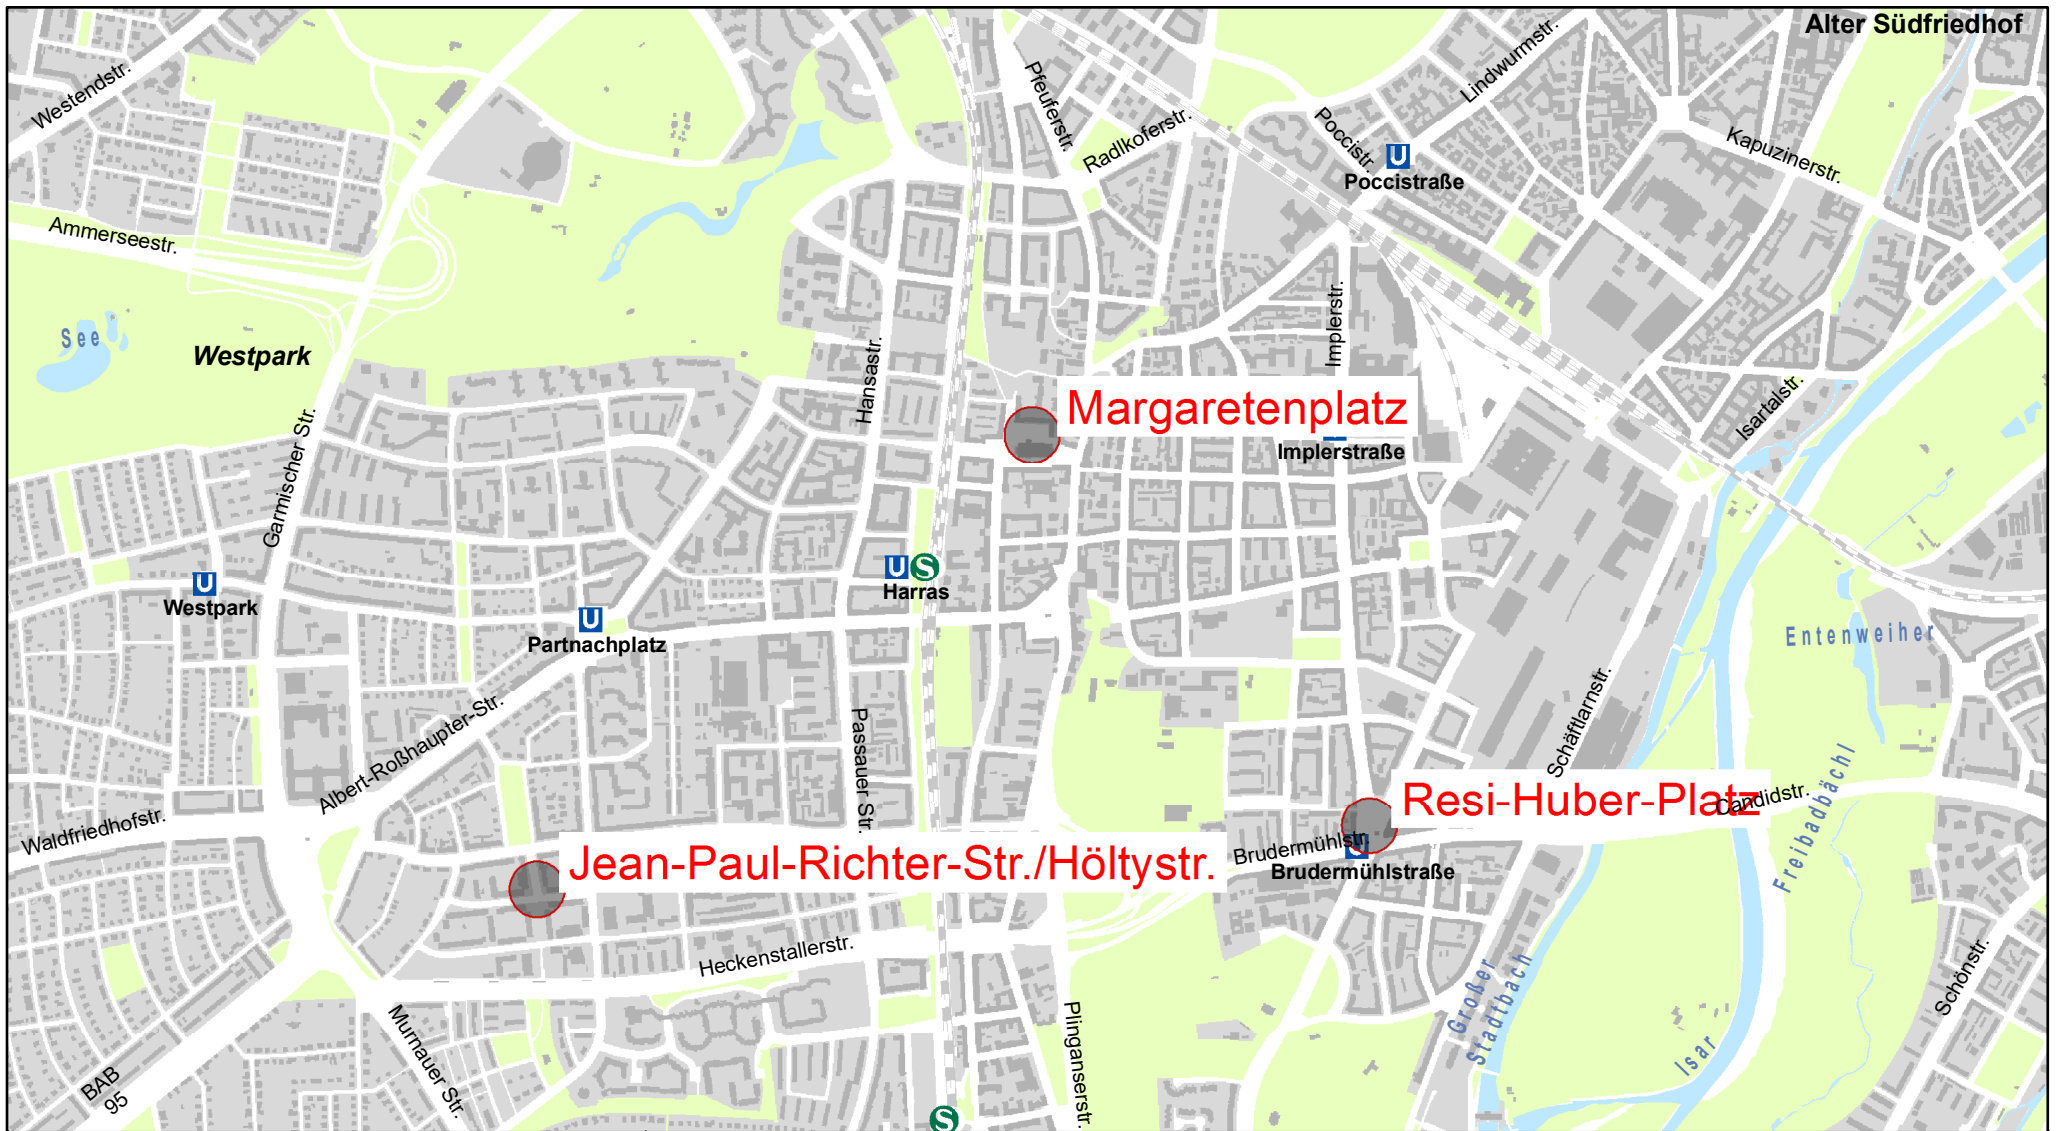 Alter Südfriedhof
Westendstr.
Pfeuferstr.
Radlkoferstr.
Poccistr.
Lindwurmstr.
U
Poccistraße
Kapuzinerstr.
Ammerseestr.
See
Westpark
Hansastr.
Implerstr.
Isartalstr.
Margaretenplatz
Implerstraße
Garmischer Str.
U
Westpark
U S
Harras
U
Partnachplatz
Entenweiher
Albert-Roßhaupter-Str.
Passauer Str.
Schäftlarnstr.
Resi-Huber-Platz
Candidstr.
Waldfriedhofstr.
Brudermühlstr.
Brudermühlstraße
Jean-Paul-Richter-Str./Höltystr.
Freibadbächl
Heckenstallerstr.
Großer
Stadtbach
Isar
Schönstr.
Murnauer Str.
Plinganserstr.
BAB
95
S